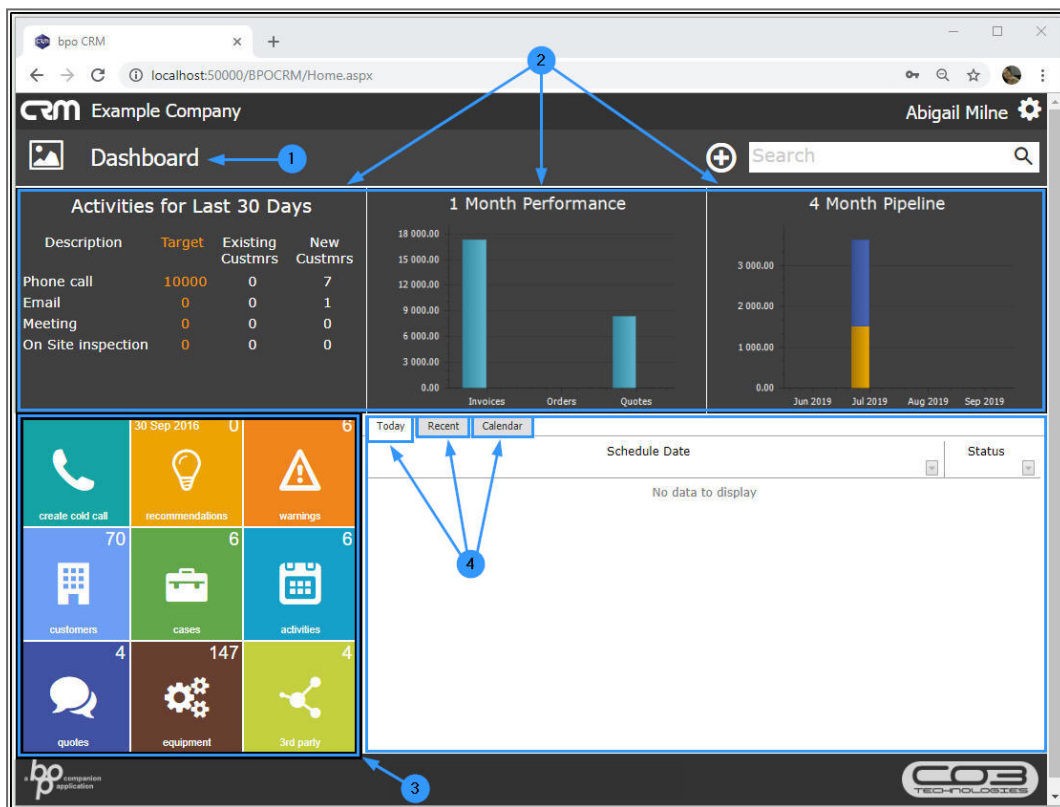 bpo CRM
localhost:50000/BPOCRM/Home.aspx
2
CRM Example Company
Abigail Milne
Dashboard
1
Search
Activities for Last 30 Days
Description Target Existing Custmrs New Custmrs
Phone call 10000 0 7
Email 0 0 1
Meeting 0 0 0
On Site inspection 0 0 0
1 Month Performance
18 000.00
15 000.00
12 000.00
9 000.00
6 000.00
3 000.00
0.00
Invoices Orders Quotes
4 Month Pipeline
3 000.00
2 000.00
1 000.00
0.00
Jun 2019 Jul 2019 Aug 2019 Sep 2019
create cold call
30 Sep 2016 0
recommendations
6
warnings
70
customers
6
cases
6
activities
4
quotes
147
equipment
4
3rd party
Today Recent Calendar
Schedule Date Status
No data to display
4
3
a bpo companion application
CO3
TECHNOLOGIES